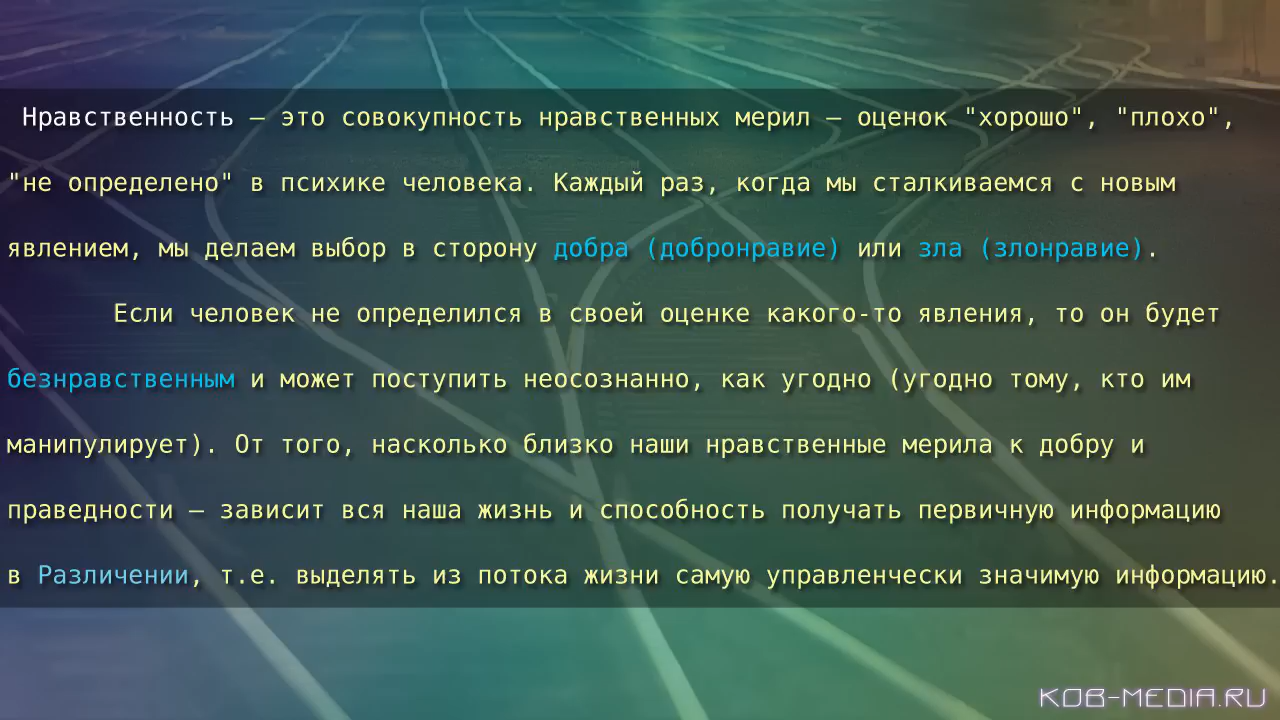 Нравственность – это совокупность нравственных мерил – оценок "хорошо", "плохо",
"не определено" в психике человека. Каждый раз, когда мы сталкиваемся с новым
явлением, мы делаем выбор в сторону добра (добронравие) или зла (злонравие).
Если человек не определился в своей оценке какого-то явления, то он будет
безнравственным и может поступить неосознанно, как угодно (угодно тому, кто им
манипулирует). От того, насколько близко наши нравственные мерила к добру и
праведности – зависит вся наша жизнь и способность получать первичную информацию
в Различении, т.е. выделять из потока жизни самую управленчески значимую информацию.
KOB-MEDIA.RU